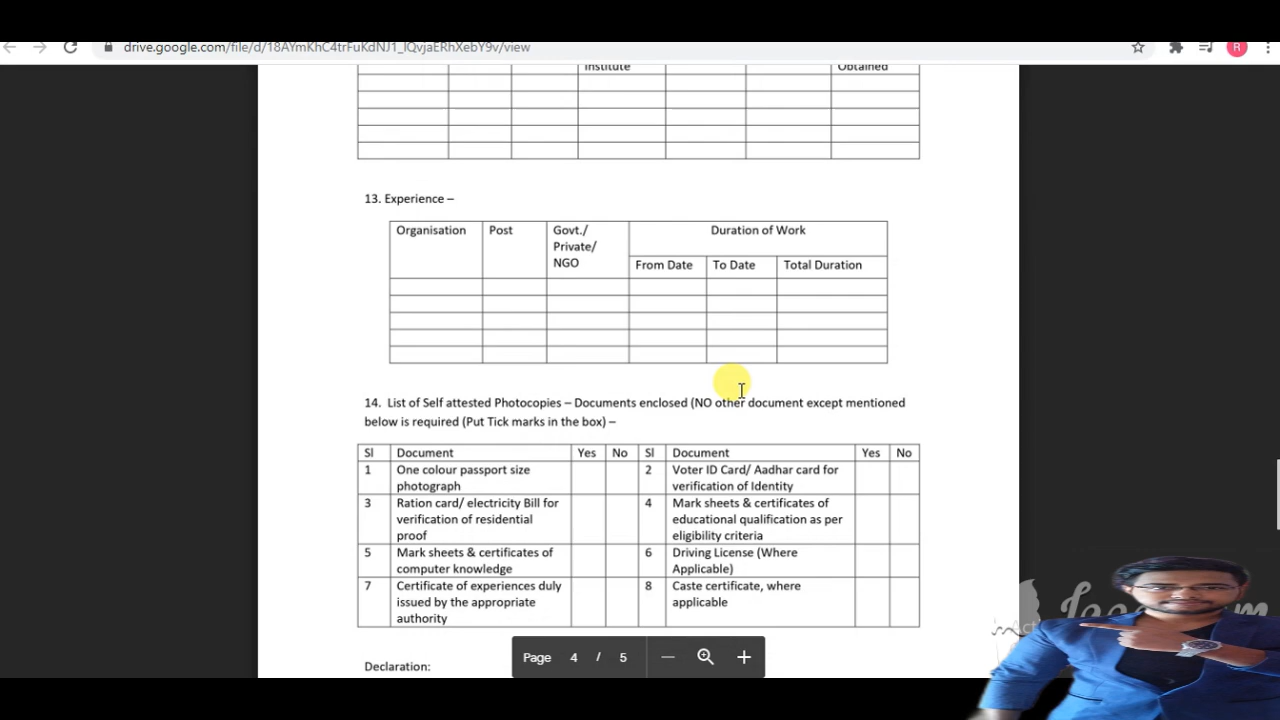 drive.google.com/file/d/18AYmKhC4trFuKdNJ1_IQvjaERhXebY9v/view
R
Institute Obtained
13. Experience –
Organisation Post Govt./ Private/ NGO Duration of Work
From Date To Date Total Duration
14. List of Self attested Photocopies – Documents enclosed (NO other document except mentioned
below is required (Put Tick marks in the box) –
Sl Document Yes No Sl Document Yes No
1 One colour passport size photograph 2 Voter ID Card/ Aadhar card for verification of Identity
3 Ration card/ electricity Bill for verification of residential proof 4 Mark sheets & certificates of educational qualification as per eligibility criteria
5 Mark sheets & certificates of computer knowledge 6 Driving License (Where Applicable)
7 Certificate of experiences duly issued by the appropriate authority 8 Caste certificate, where applicable
Declaration:
Page 4 / 5